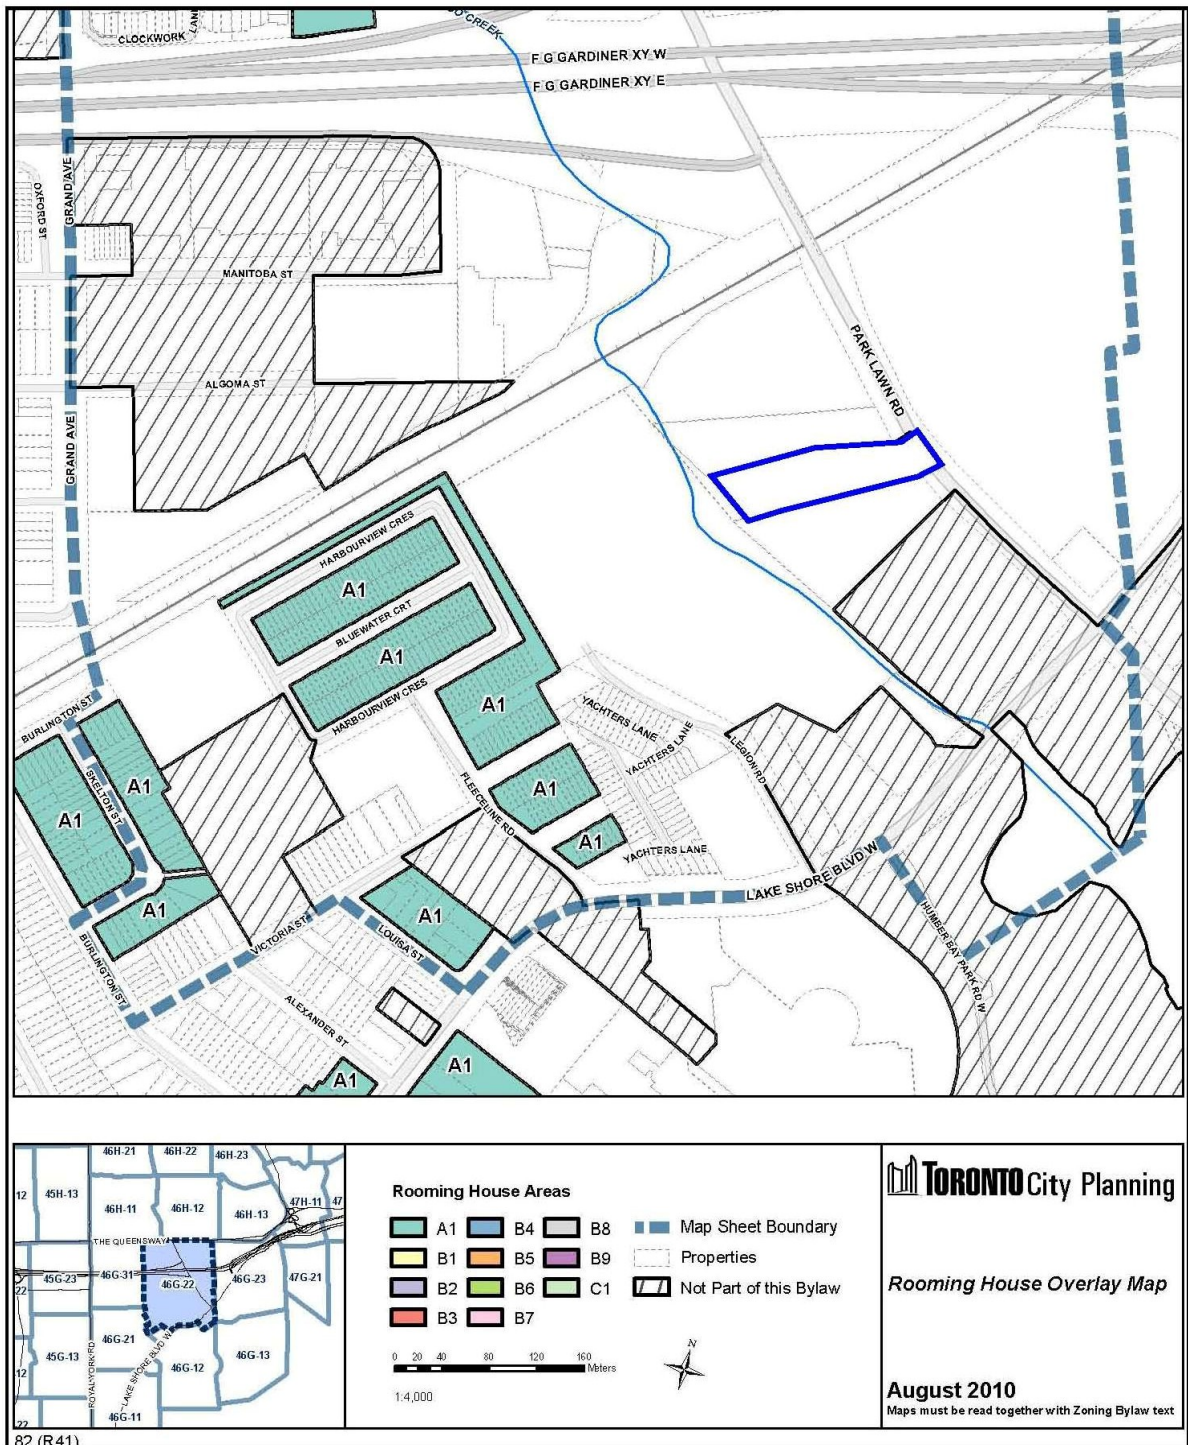 CLOCKWORK
LANE
O CREEK
F G GARDINER XY W
F G GARDINER XY E
GRAND AVE
OXFORD ST
MANITOBA ST
PARK LAWN RD
ALGOMA ST
GRAND AVE
HARBOURVIEW CRES
A1
BLUEWATER CRT
A1
HARBOURVIEW CRES
A1
BURLINGTON ST
YACHTERS LANE
YACHTERS LANE
LEGION RD
SKELTON ST
A1
A1
FLEECELINE RD
A1
A1
YACHTERS LANE
LAKE SHORE BLVD W
A1
A1
VICTORIA ST
LOUISA ST
HUMBER BAY PARK RD W
BURLINGTON ST
ALEXANDER ST
A1
A1
46H-21
46H-22
46H-23
12
45H-13
46H-11
46H-12
46H-13
47H-11
47
THE QUEENSWAY
45G-23
46G-31
46G-22
46G-23
47G-21
22
46G-21
45G-13
46G-12
46G-13
12
ROYAL YORK RD
LAKE SHORE BLVD W
46G-11
22
Rooming House Areas
A1
B4
B8
B1
B5
B9
B2
B6
C1
B3
B7
Map Sheet Boundary
Properties
Not Part of this Bylaw
0 20 40 80 120 160
Meters
1:4,000
N
TORONTO City Planning
Rooming House Overlay Map
August 2010
Maps must be read together with Zoning Bylaw text
82 (R41)